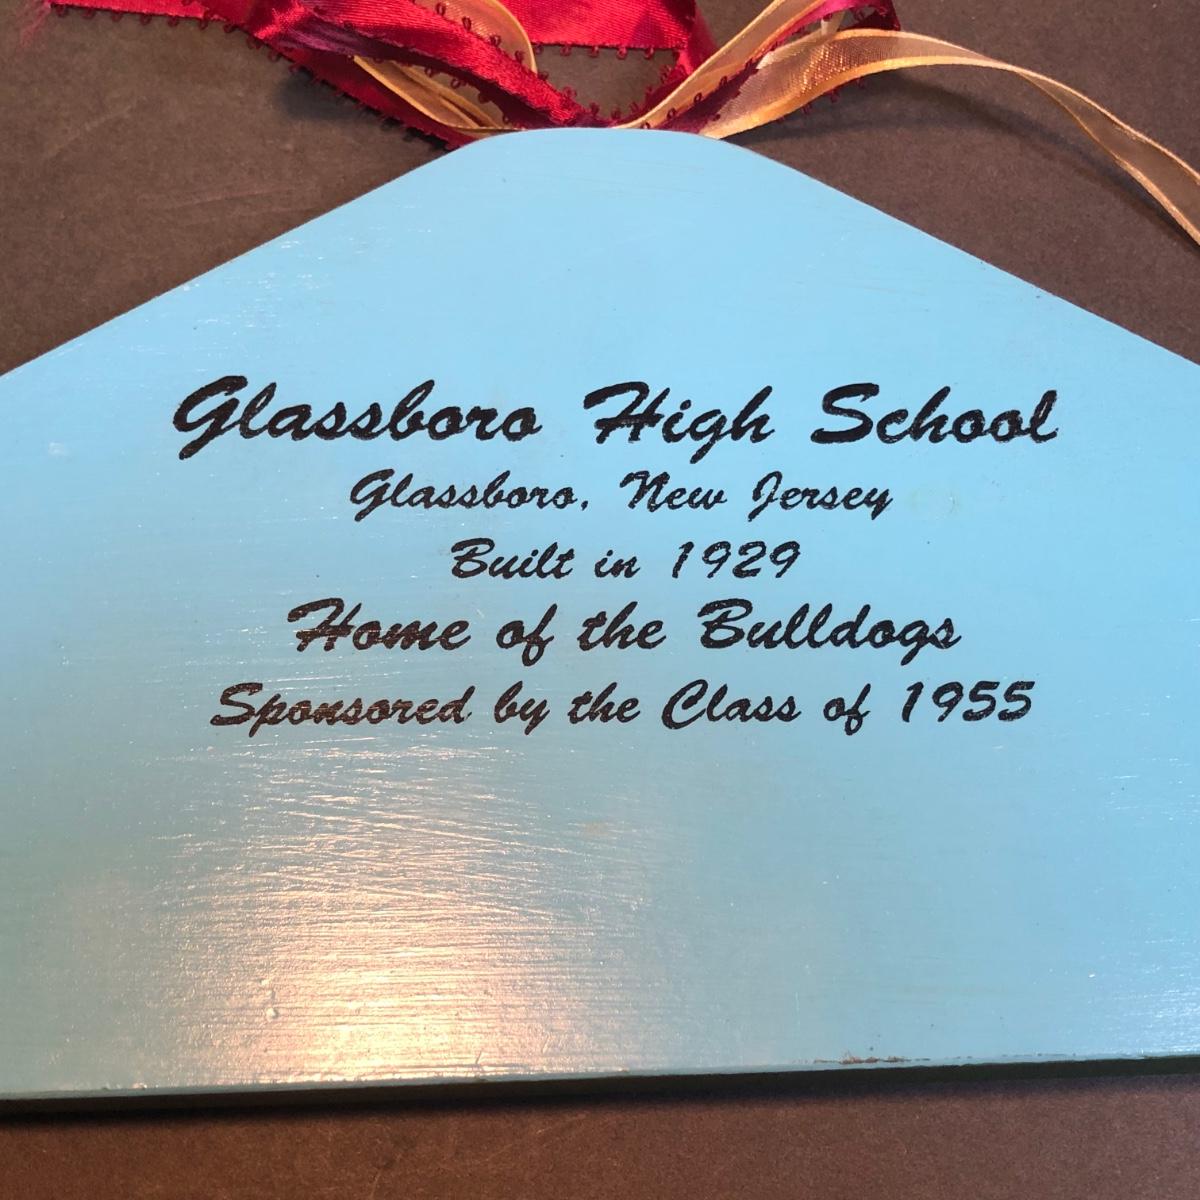 Glassboro High School
Glassboro, New Jersey
Built in 1929
Home of the Bulldogs
Sponsored by the Class of 1955